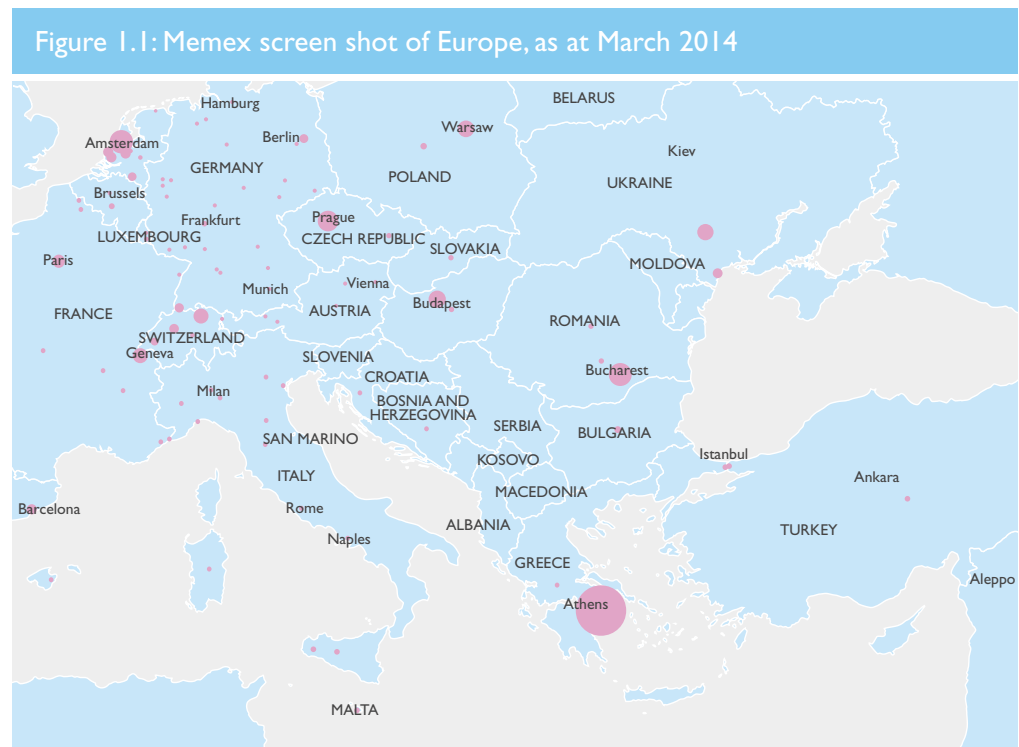 Figure 1.1: Memex screen shot of Europe, as at March 2014
Hamburg
BELARUS
Amsterdam
Berlin
Warsaw
Kiev
GERMANY
POLAND
UKRAINE
Brussels
Frankfurt
Prague
LUXEMBOURG
CZECH REPUBLIC
SLOVAKIA
Paris
MOLDOVA
Munich
Vienna
Budapest
FRANCE
AUSTRIA
ROMANIA
SWITZERLAND
Geneva
SLOVENIA
Bucharest
CROATIA
Milan
BOSNIA AND
HERZEGOVINA
SERBIA
BULGARIA
SAN MARINO
Istanbul
KOSOVO
ITALY
Ankara
MACEDONIA
Barcelona
Rome
ALBANIA
TURKEY
Naples
GREECE
Aleppo
Athens
MALTA